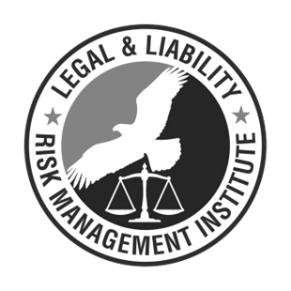 LEGAL & LIABILITY
RISK MANAGEMENT INSTITUTE